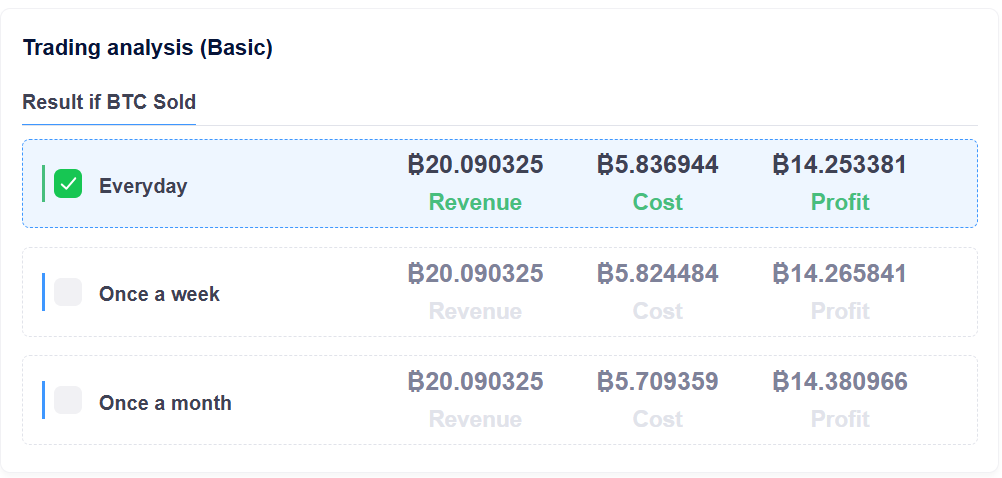 Trading analysis (Basic)
Result if BTC Sold
Everyday
₿20.090325 ₿5.836944 ₿14.253381
Revenue Cost Profit
Once a week
₿20.090325 ₿5.824484 ₿14.265841
Revenue Cost Profit
Once a month
₿20.090325 ₿5.709359 ₿14.380966
Revenue Cost Profit